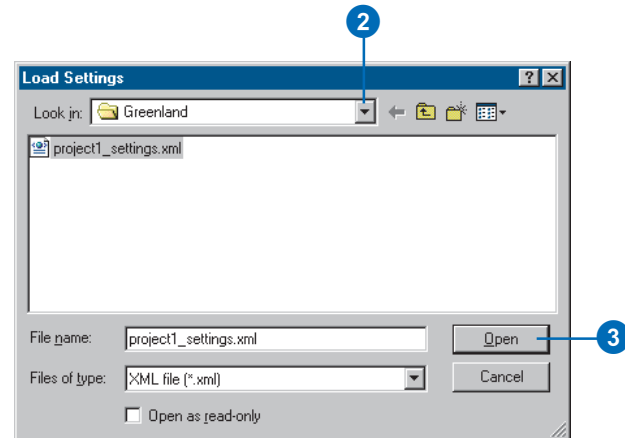 2
Load Settings
Look in: Greenland
project1_settings.xml
File name: project1_settings.xml Open 3
Files of type: XML file (*.xml) Cancel
Open as read-only